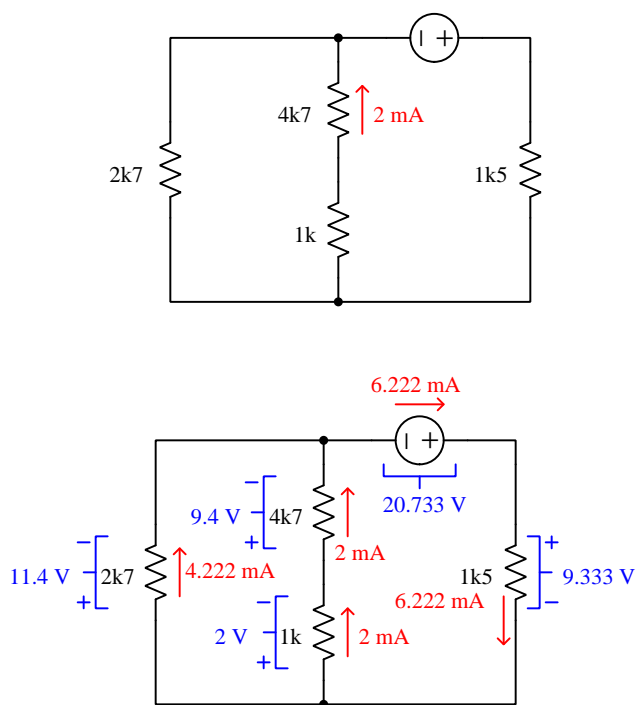 − +
4k7
2 mA
2k7
1k5
1k
6.222 mA
− +
−
20.733 V
9.4 V
4k7
−
+
+
2 mA
11.4 V
2k7
4.222 mA
1k5
9.333 V
+
−
6.222 mA
−
2 V
1k
2 mA
+